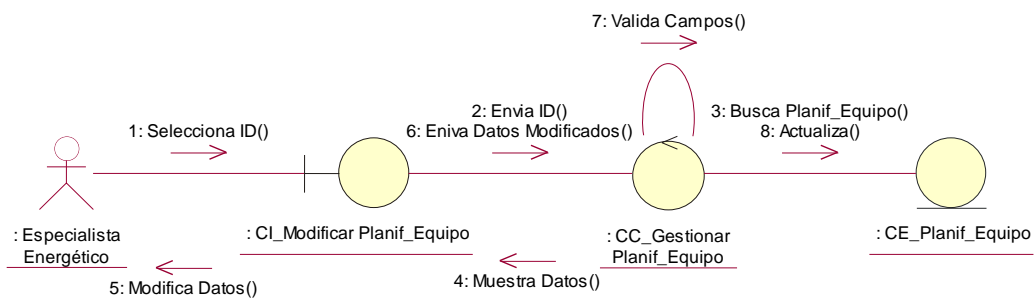 7: Valida Campos()
2: Envia ID()
6: Eniva Datos Modificados()
3: Busca Planif_Equipo()
8: Actualiza()
1: Selecciona ID()
: Especialista
Energético
: CI_Modificar Planif_Equipo
: CC_Gestionar
Planif_Equipo
: CE_Planif_Equipo
5: Modifica Datos()
4: Muestra Datos()